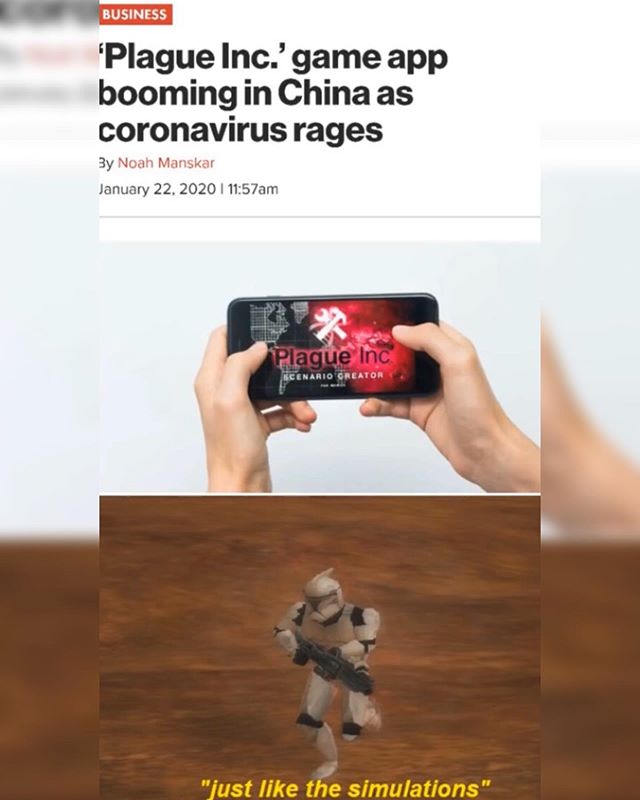 BUSINESS
'Plague Inc.' game app
booming in China as
coronavirus rages
By Noah Manskar
January 22, 2020 | 11:57am
Plague Inc.
SCENARIO CREATOR
"just like the simulations"